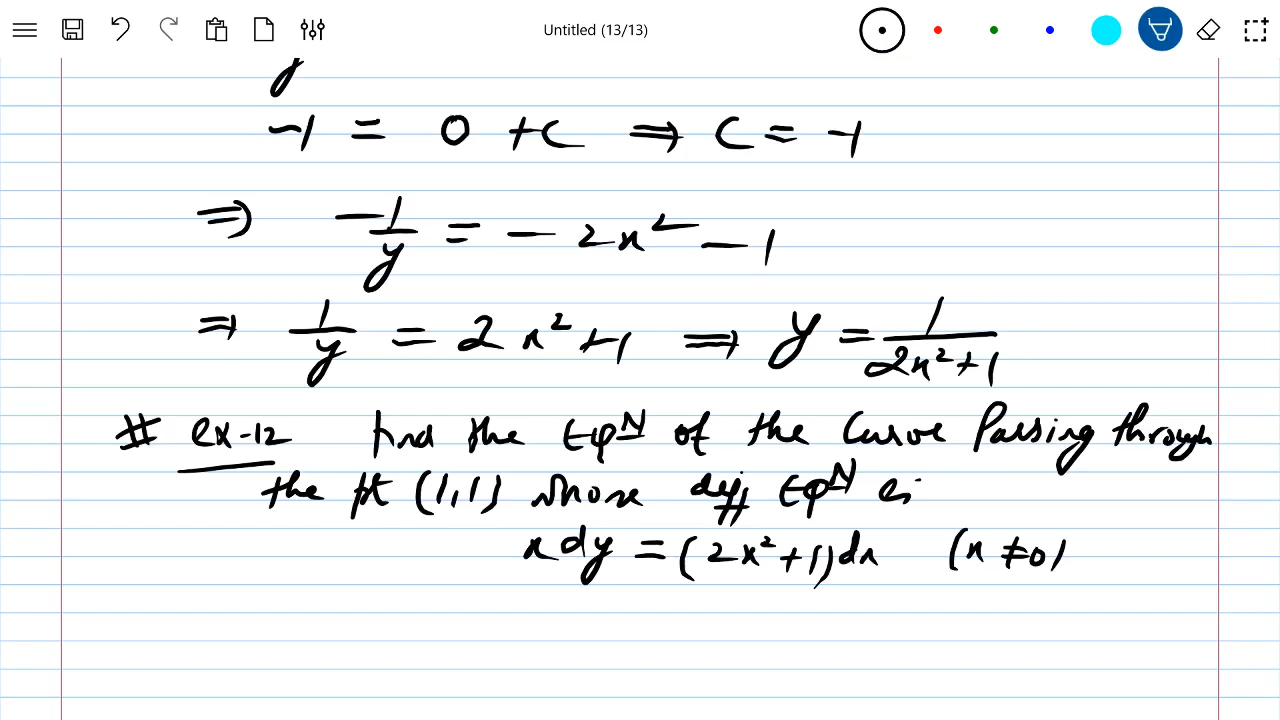 Untitled (13/13)
y
-1 = 0 + C ⇒ C = -1
⇒ -1/y = - 2x² - 1
⇒ 1/y = 2x² + 1 ⇒ y = 1/(2x² + 1)
# ex-12 find the Eqⁿ of the Curve Passing through
the pt (1,1) whose diff Eqⁿ is
x dy = (2x² + 1) dx (x ≠ 0)